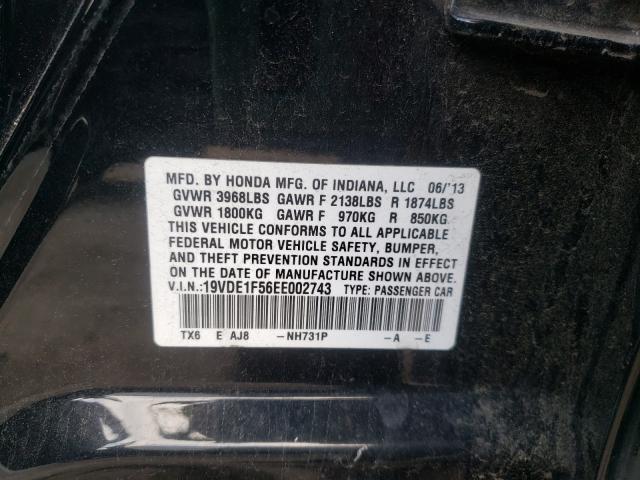 MFD. BY HONDA MFG. OF INDIANA, LLC 06/'13
GVWR 3968LBS GAWR F 2138LBS R 1874LBS
GVWR 1800KG GAWR F 970KG R 850KG
THIS VEHICLE CONFORMS TO ALL APPLICABLE
FEDERAL MOTOR VEHICLE SAFETY, BUMPER,
AND THEFT PREVENTION STANDARDS IN EFFECT
ON THE DATE OF MANUFACTURE SHOWN ABOVE.
V.I.N.:19VDE1F56EE002743 TYPE: PASSENGER CAR
TX6 E AJ8 -NH731P -A -E